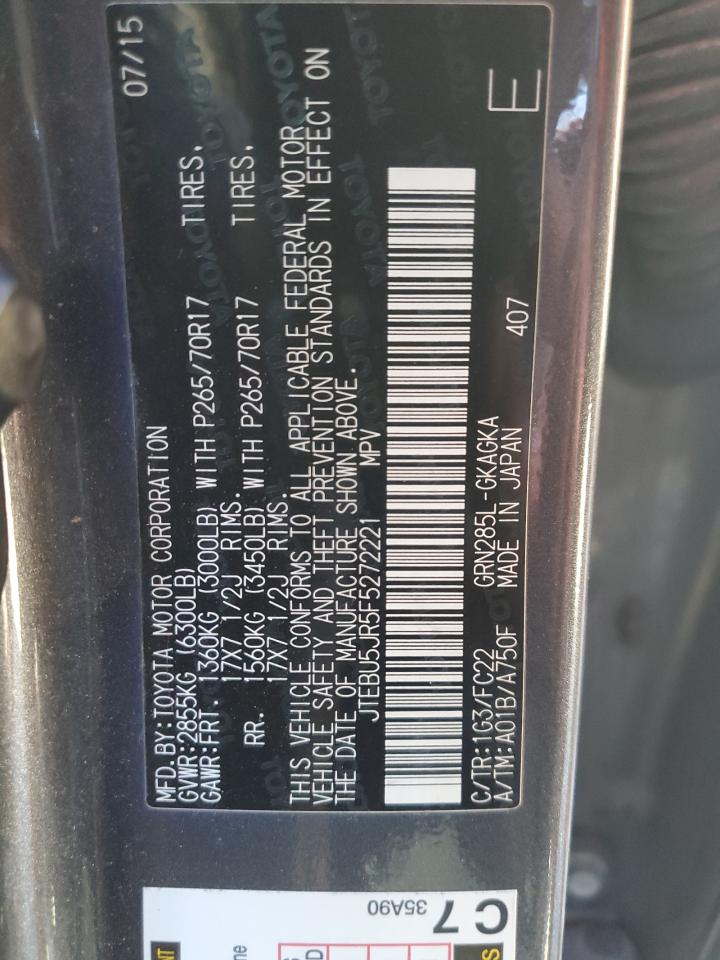 07/15
MFD. BY: TOYOTA MOTOR CORPORATION
GVWR: 2855KG (6300LB)
GAWR: FRT. 1360KG (3000LB) WITH P265/70R17 TIRES.
17X7 1/2J RIMS.
RR. 1560KG (3450LB) WITH P265/70R17 TIRES.
17X7 1/2J RIMS.
THIS VEHICLE CONFORMS TO ALL APPLICABLE FEDERAL MOTOR
VEHICLE SAFETY AND THEFT PREVENTION STANDARDS IN EFFECT ON
THE DATE OF MANUFACTURE SHOWN ABOVE.
JTEBU5JR5F5272221 MPV
C/TR: 1G3/FC22 GRN285L-GKAGKA
A/TM: A01B/A750F MADE IN JAPAN 407
E
C 7
35A90